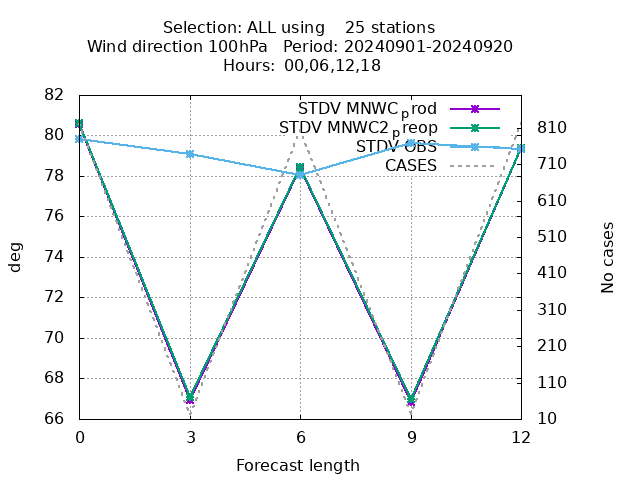 Selection: ALL using    25 stations
Wind direction 100hPa   Period: 20240901-20240920
Hours:  00,06,12,18
STDV MNWC_prod
STDV MNWC2_preop
STDV OBS
CASES
82
80
78
76
74
72
70
68
66
deg
810
710
610
510
410
310
210
110
10
No cases
0 3 6 9 12
Forecast length